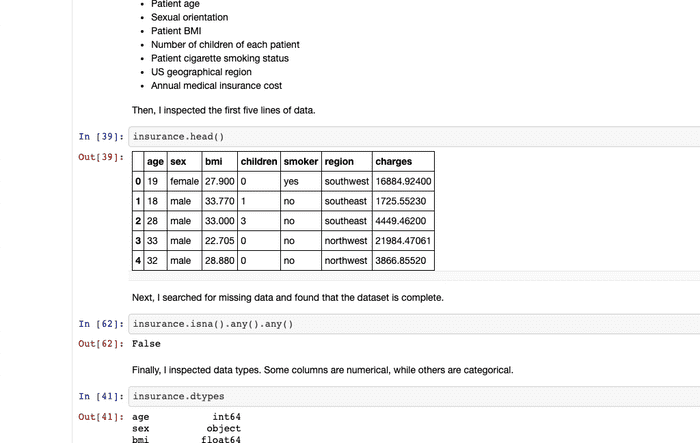 Patient age
Sexual orientation
Patient BMI
Number of children of each patient
Patient cigarette smoking status
US geographical region
Annual medical insurance cost
Then, I inspected the first five lines of data.
In [39]: insurance.head()
Out[39]:
age sex bmi children smoker region charges
0 19 female 27.900 0 yes southwest 16884.92400
1 18 male 33.770 1 no southeast 1725.55230
2 28 male 33.000 3 no southeast 4449.46200
3 33 male 22.705 0 no northwest 21984.47061
4 32 male 28.880 0 no northwest 3866.85520
Next, I searched for missing data and found that the dataset is complete.
In [62]: insurance.isna().any().any()
Out[62]: False
Finally, I inspected data types. Some columns are numerical, while others are categorical.
In [41]: insurance.dtypes
Out[41]: age int64
sex object
bmi float64